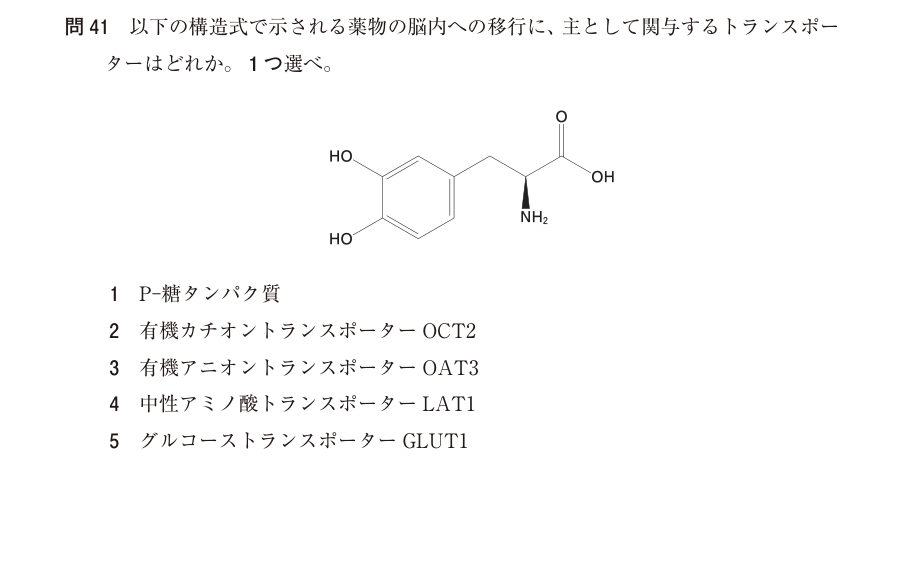 問41 以下の構造式で示される薬物の脳内への移行に、主として関与するトランスポー
ターはどれか。1つ選べ。
O
HO
OH
NH₂
HO
1 P-糖タンパク質
2 有機カチオントランスポーター OCT2
3 有機アニオントランスポーター OAT3
4 中性アミノ酸トランスポーター LAT1
5 グルコーストランスポーター GLUT1